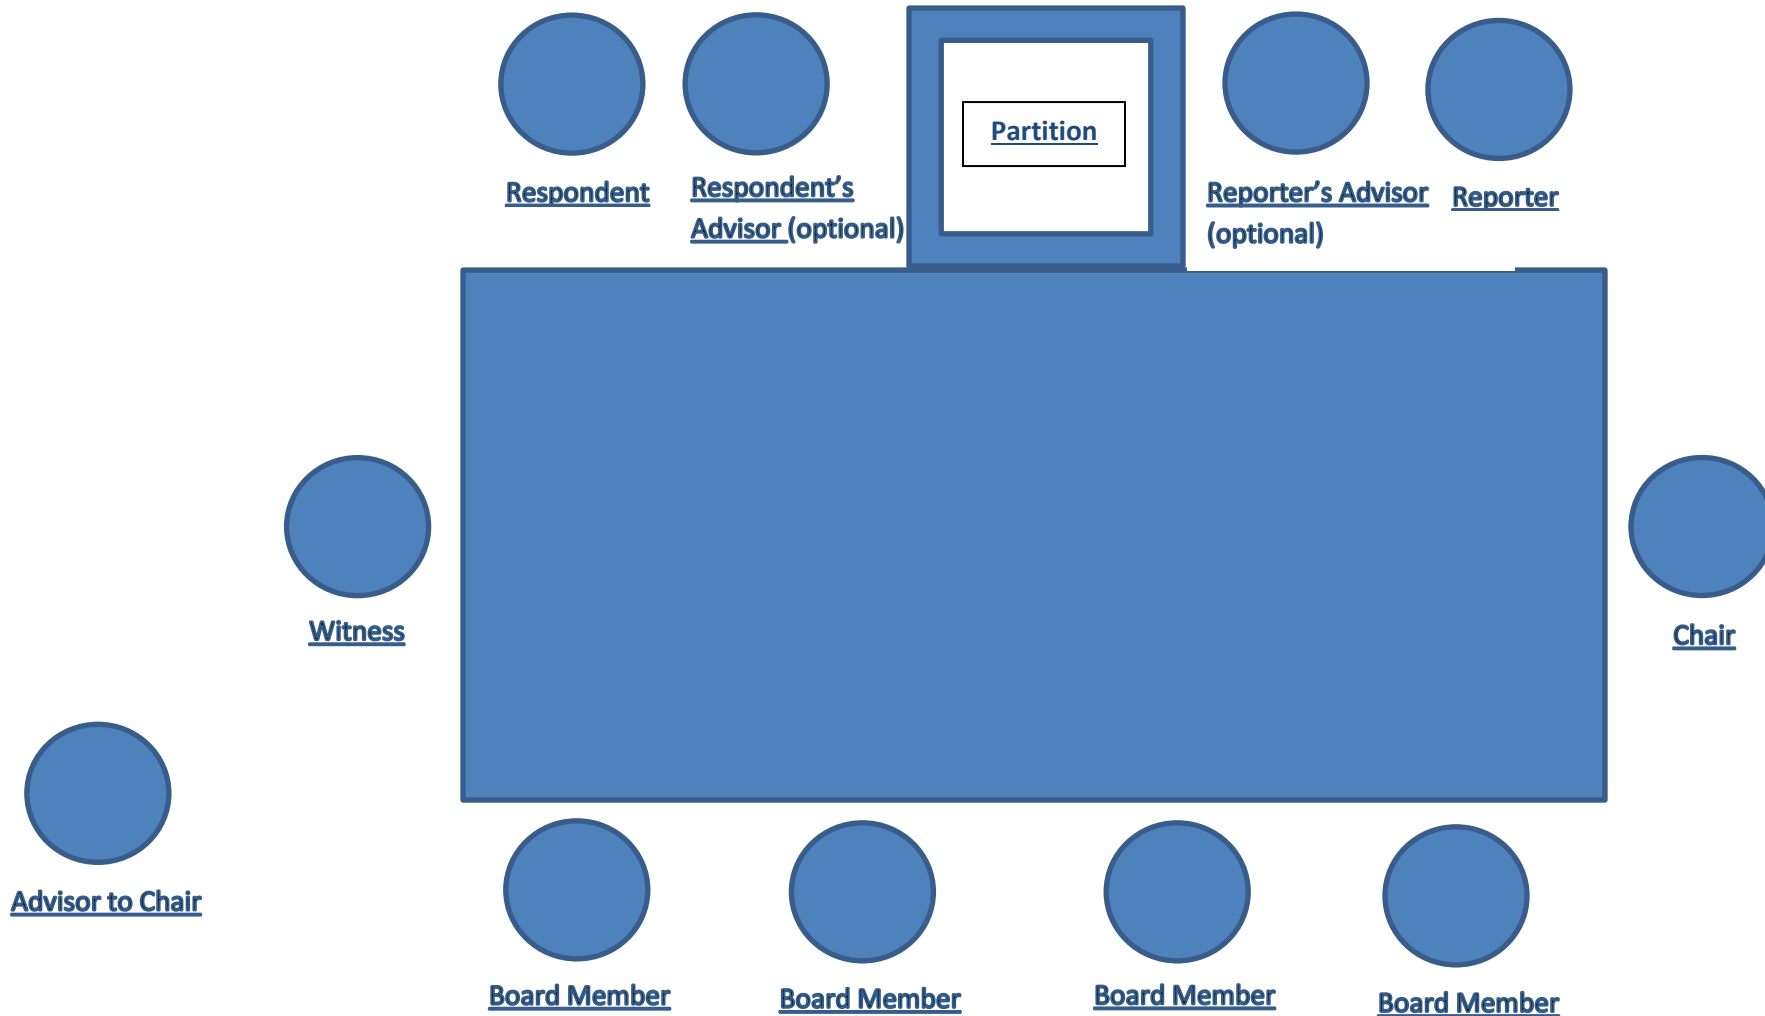 Partition
Respondent
Respondent’s
Advisor (optional)
Reporter’s Advisor
(optional)
Reporter
Witness
Chair
Advisor to Chair
Board Member
Board Member
Board Member
Board Member